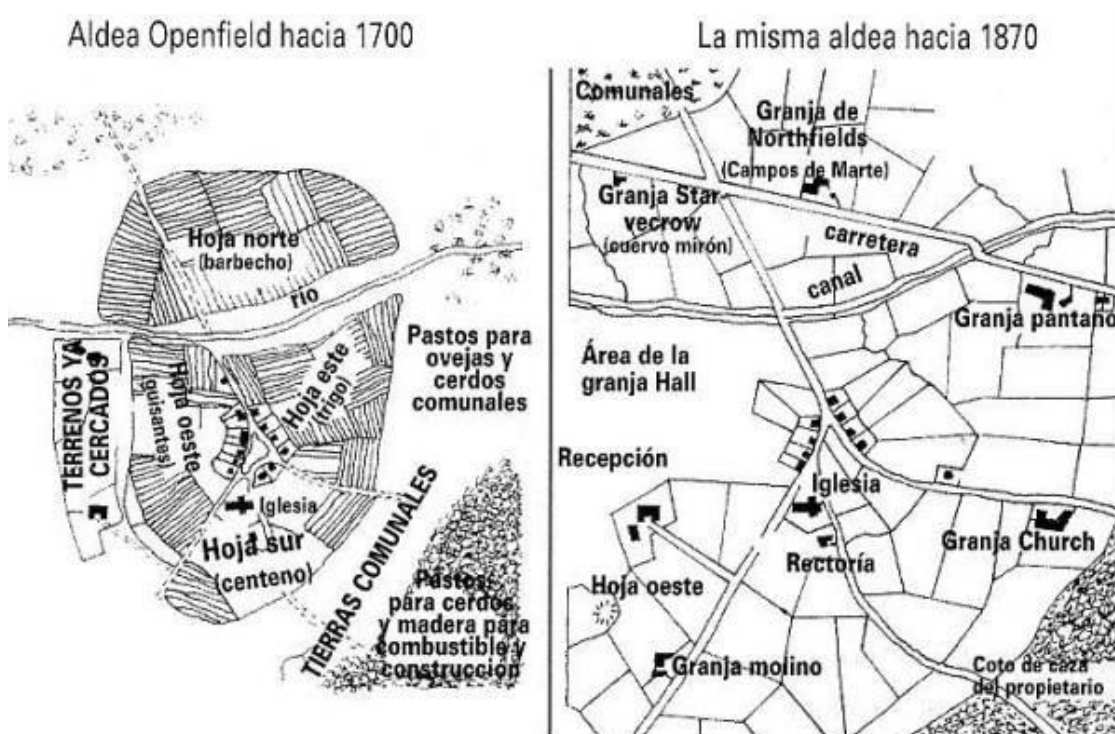 Aldea Openfield hacia 1700
Hoja norte
(barbecho)
río
Pastos para
ovejas y
cerdos
comunales
TERRENOS YA
CERCADOS
Hoja oeste
(guisantes)
Hoja este
(trigo)
Iglesia
Hoja sur
(centeno)
TIERRAS COMUNALES
Pastos
para cerdos
y madera para
combustible y
construcción
La misma aldea hacia 1870
Comunales
Granja de
Northfields
(Campos de Marte)
Granja Star-
vecrow
(cuervo mirón)
carretera
canal
Granja pantano
Área de la
granja Hall
Recepción
Iglesia
Rectoría
Granja Church
Hoja oeste
Granja molino
Coto de caza
del propietario